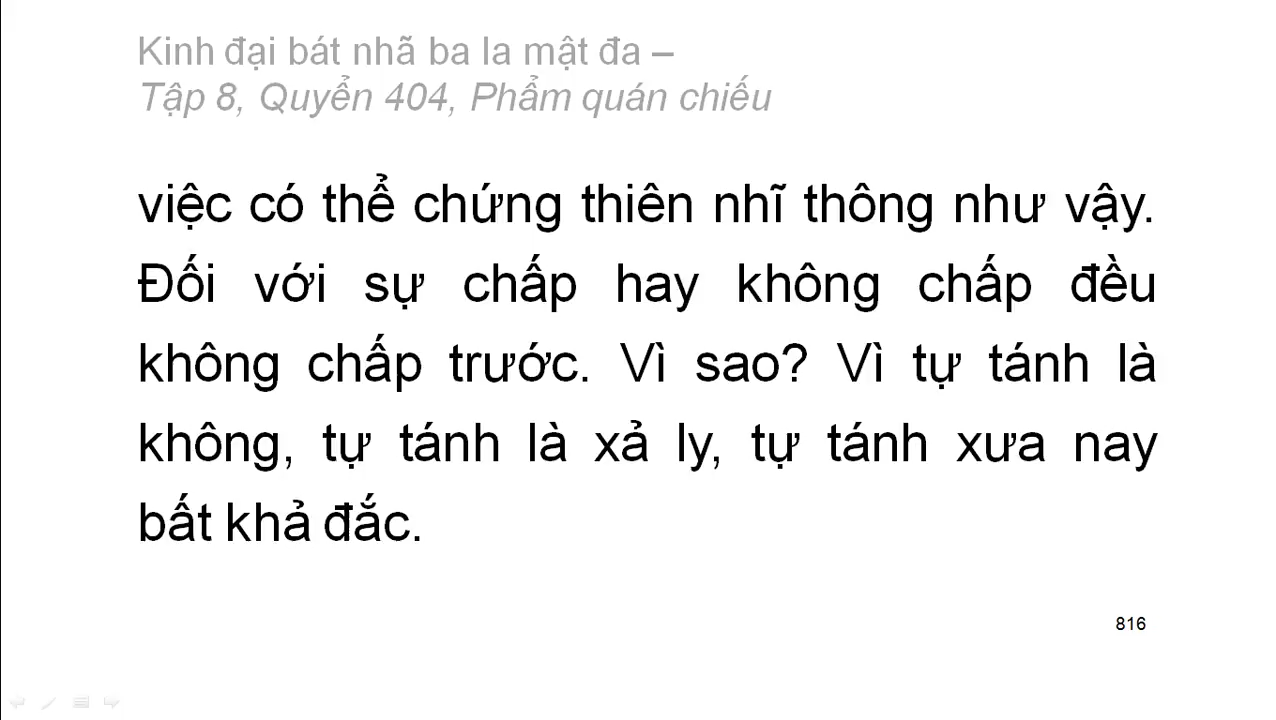 Kinh đại bát nhã ba la mật đa –
Tập 8, Quyển 404, Phẩm quán chiếu
việc có thể chứng thiên nhĩ thông như vậy.
Đối với sự chấp hay không chấp đều
không chấp trước. Vì sao? Vì tự tánh là
không, tự tánh là xả ly, tự tánh xưa nay
bất khả đắc.
816